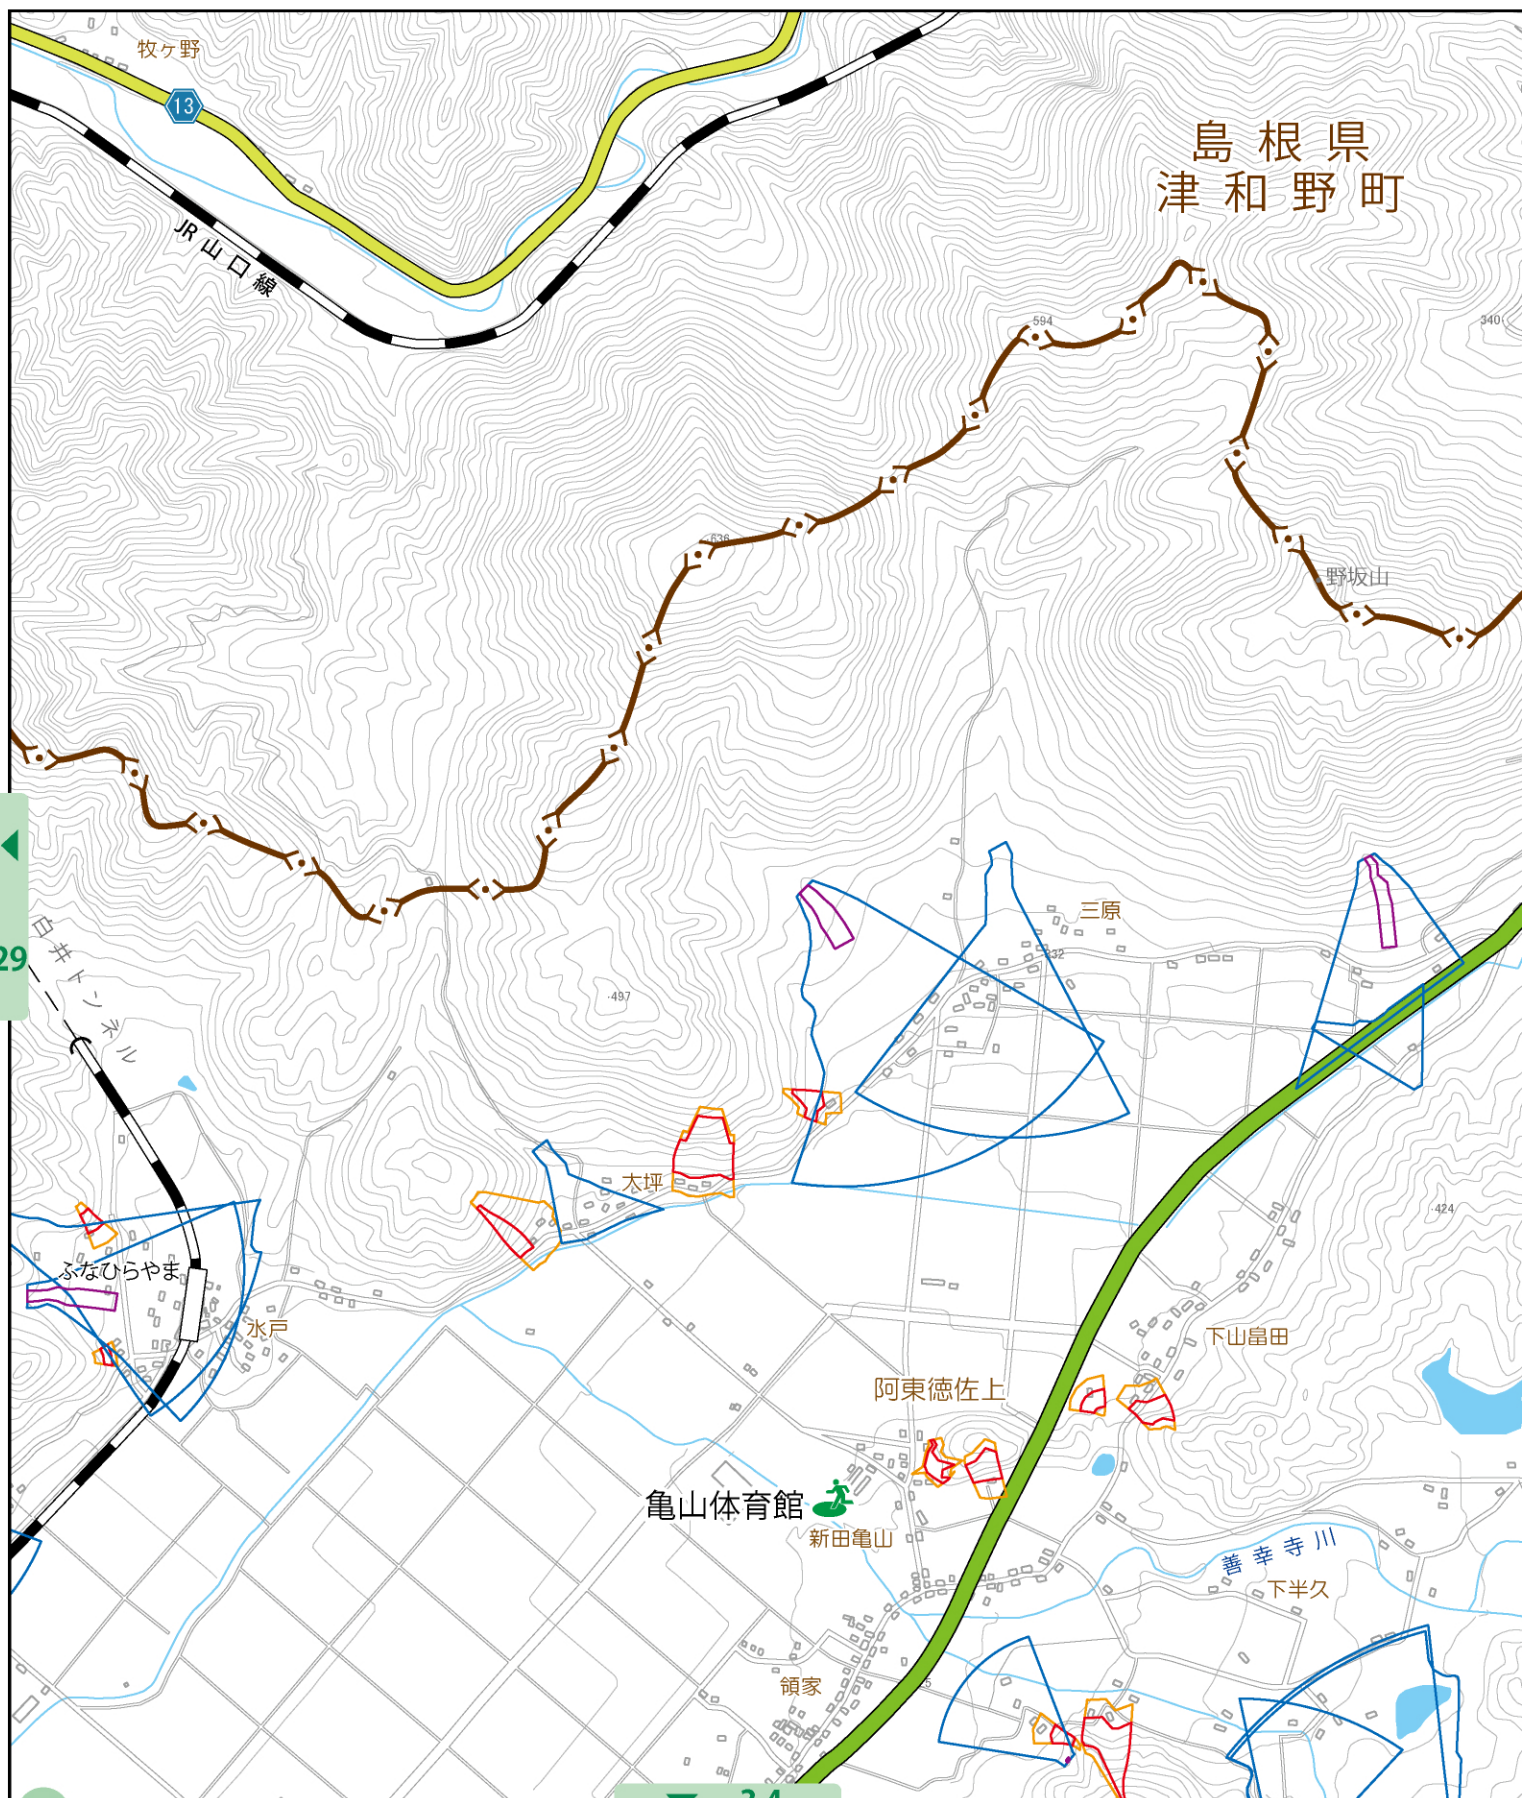 牧ヶ野
13
島根県
津和野町
JR山口線
594
340
636
野坂山
29
臼井トンネル
三原
332
・497
大坪
・424
ふなひらやま
水戸
下山畠田
阿東徳佐上
亀山体育館
新田亀山
善幸寺川
下半久
領家
34